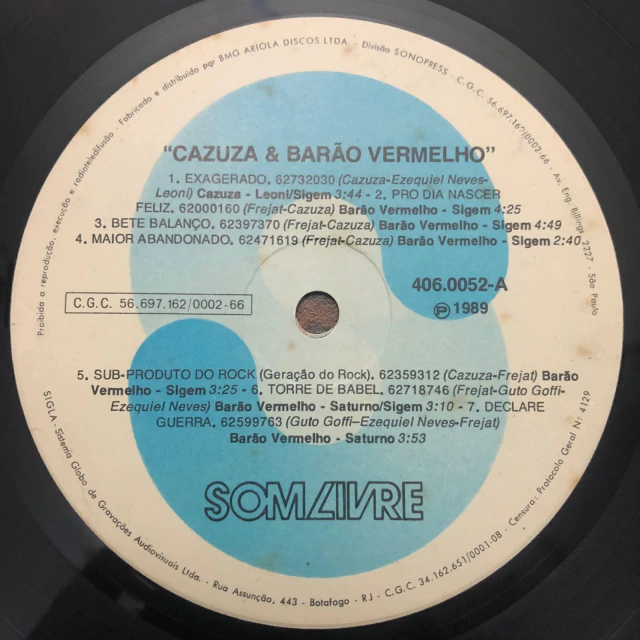 Proibida a reprodução, execução e radioteledifusão - Fabricado e distribuido por BMG ARIOLA DISCOS LTDA - Divisão SONOPRESS - C.G.C. 56.697.162/0002-66 - Av. Eng. Billings, 2227 - São Paulo
"CAZUZA & BARÃO VERMELHO"
1. EXAGERADO. 62732030 (Cazuza-Ezequiel Neves-
Leoni) Cazuza - Leoni/Sigem 3:44 - 2. PRO DIA NASCER
FELIZ. 62000160 (Frejat-Cazuza) Barão Vermelho - Sigem 4:25
3. BETE BALANÇO. 62397370 (Frejat-Cazuza) Barão Vermelho - Sigem 4:49
4. MAIOR ABANDONADO. 62471619 (Frejat-Cazuza) Barão Vermelho - Sigem 2:40
406.0052-A
C.G.C. 56.697.162/0002-66
℗ 1989
5. SUB-PRODUTO DO ROCK (Geração do Rock). 62359312 (Cazuza-Frejat) Barão
Vermelho - Sigem 3:25 - 6. TORRE DE BABEL. 62718746 (Frejat-Guto Goffi-
Ezequiel Neves) Barão Vermelho - Saturno/Sigem 3:10 - 7. DECLARE
GUERRA. 62599763 (Guto Goffi-Ezequiel Neves-Frejat)
Barão Vermelho - Saturno 3:53
SOM LIVRE
SIGLA - Sistema Globo de Gravações Audiovisuais Ltda. - Rua Assunção, 443 - Botafogo - RJ - C.G.C. 34.162.651/0001-08 - Censura: Protocolo Geral Nº 4129